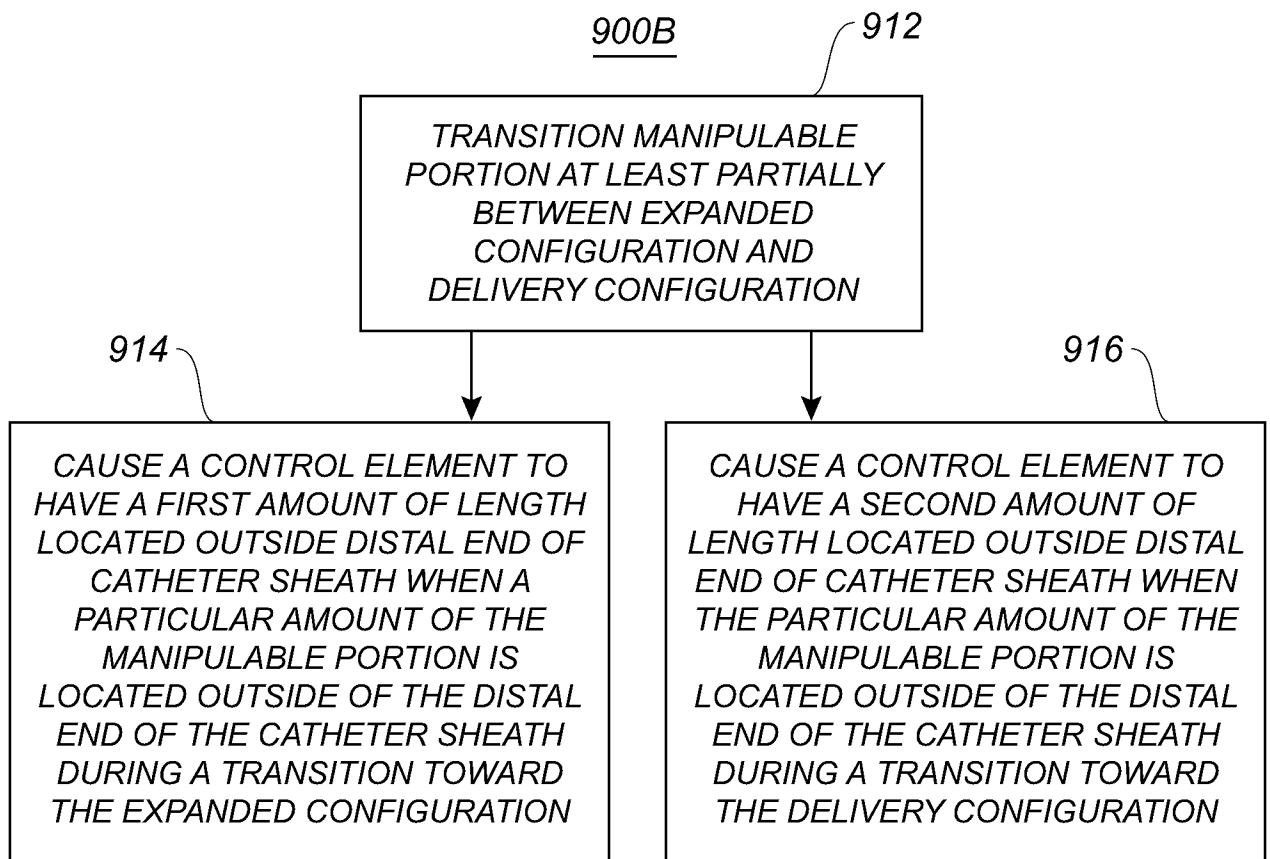 900B
912
TRANSITION MANIPULABLE
PORTION AT LEAST PARTIALLY
BETWEEN EXPANDED
CONFIGURATION AND
DELIVERY CONFIGURATION
914
CAUSE A CONTROL ELEMENT TO
HAVE A FIRST AMOUNT OF LENGTH
LOCATED OUTSIDE DISTAL END OF
CATHETER SHEATH WHEN A
PARTICULAR AMOUNT OF THE
MANIPULABLE PORTION IS
LOCATED OUTSIDE OF THE DISTAL
END OF THE CATHETER SHEATH
DURING A TRANSITION TOWARD
THE EXPANDED CONFIGURATION
916
CAUSE A CONTROL ELEMENT TO
HAVE A SECOND AMOUNT OF
LENGTH LOCATED OUTSIDE DISTAL
END OF CATHETER SHEATH WHEN
THE PARTICULAR AMOUNT OF THE
MANIPULABLE PORTION IS
LOCATED OUTSIDE OF THE DISTAL
END OF THE CATHETER SHEATH
DURING A TRANSITION TOWARD
THE DELIVERY CONFIGURATION